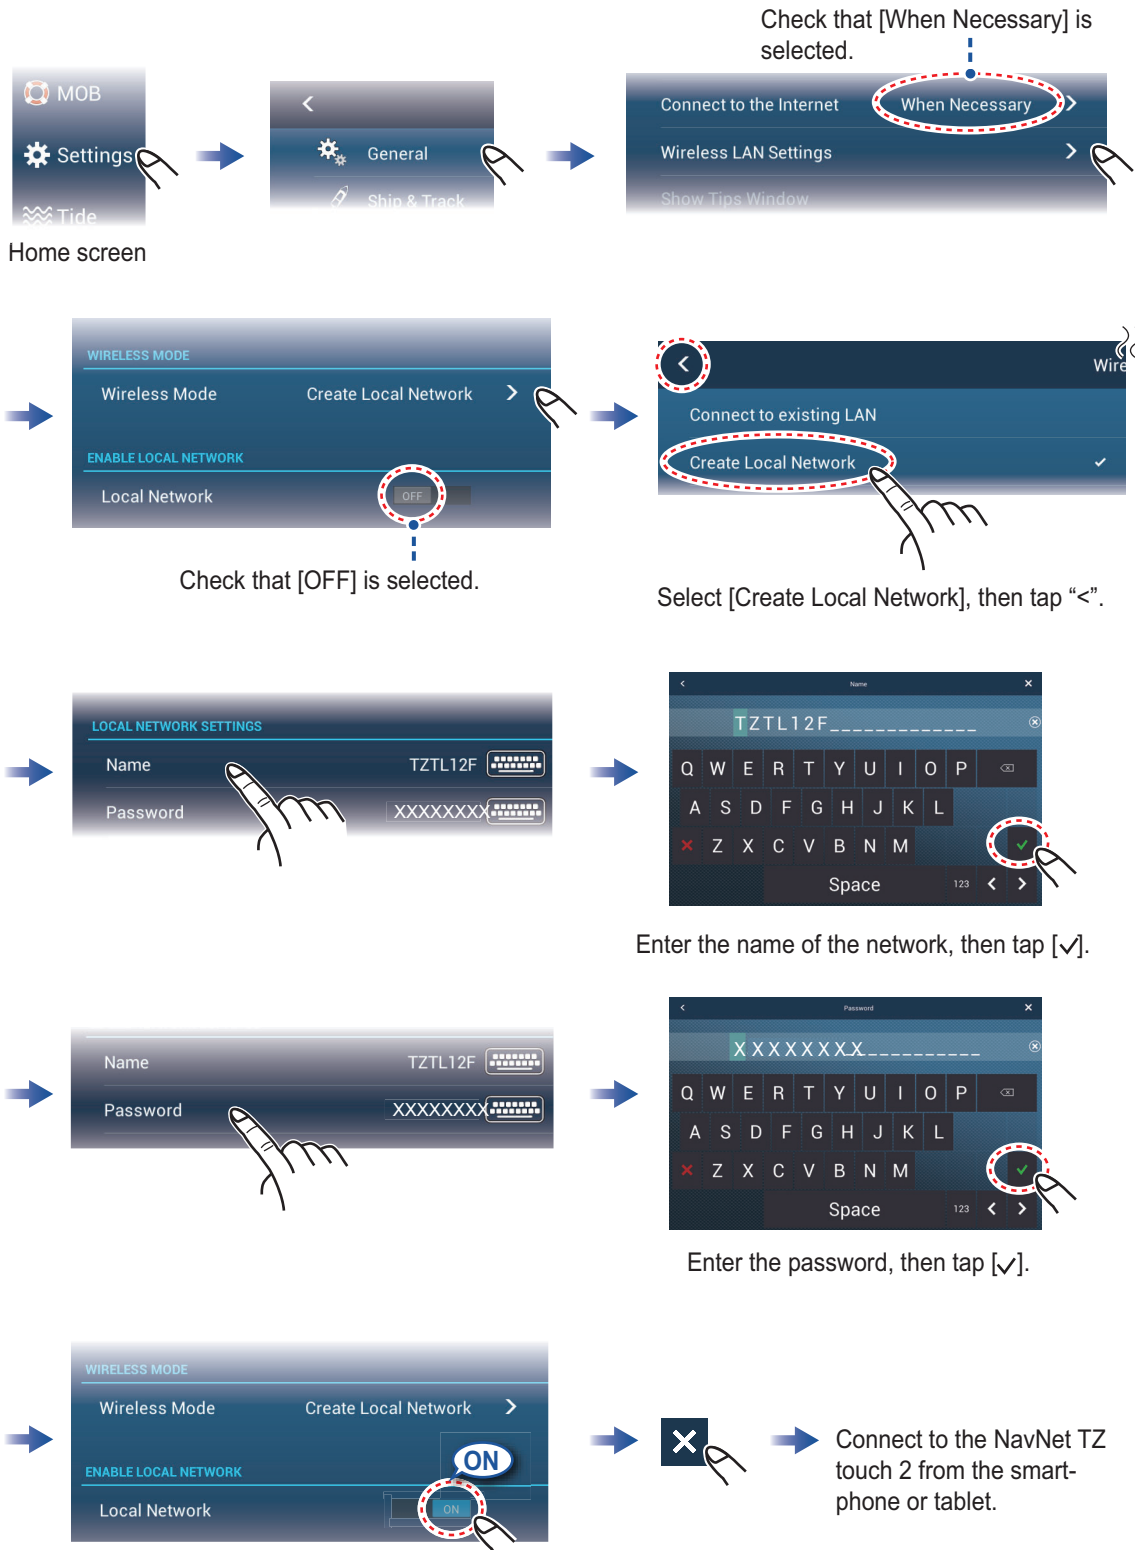 Check that [When Necessary] is
selected.
MOB
Settings
Tide
Home screen
General
Ship & Track
Connect to the Internet When Necessary
Wireless LAN Settings
Show Tips Window
WIRELESS MODE
Wireless Mode Create Local Network
ENABLE LOCAL NETWORK
Local Network OFF
Check that [OFF] is selected.
< Wire
Connect to existing LAN
Create Local Network
Select [Create Local Network], then tap “<”.
LOCAL NETWORK SETTINGS
Name TZTL12F
Password XXXXXXXX
Name
TZTL12F_____________
Q W E R T Y U I O P
A S D F G H J K L
Z X C V B N M
Space 123 < >
Enter the name of the network, then tap [✓].
Name TZTL12F
Password XXXXXXXX
Password
XXXXXXXX___________
Q W E R T Y U I O P
A S D F G H J K L
Z X C V B N M
Space 123 < >
Enter the password, then tap [✓].
WIRELESS MODE
Wireless Mode Create Local Network
ENABLE LOCAL NETWORK
ON
Local Network ON
Connect to the NavNet TZ
touch 2 from the smart-
phone or tablet.